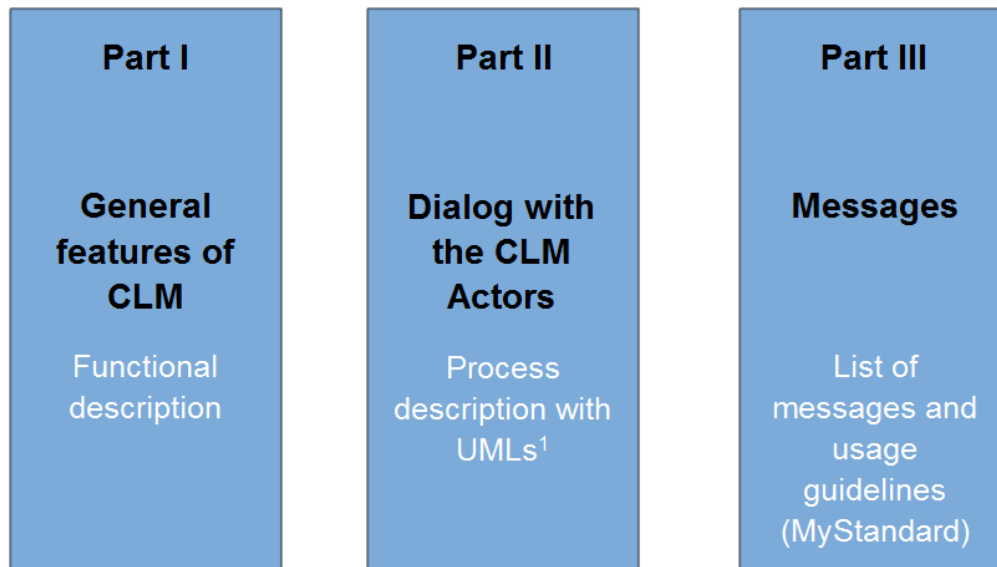 Part I
General
features of
CLM
Functional
description
Part II
Dialog with
the CLM
Actors
Process
description with
UMLs¹
Part III
Messages
List of
messages and
usage
guidelines
(MyStandard)